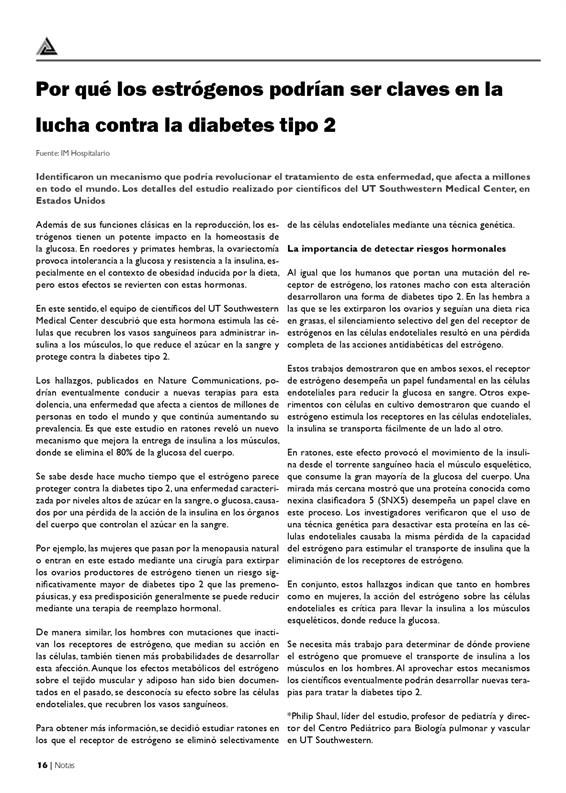 Por qué los estrógenos podrían ser claves en la
lucha contra la diabetes tipo 2
Fuente: IM Hospitalario
Identificaron un mecanismo que podría revolucionar el tratamiento de esta enfermedad, que afecta a millones
en todo el mundo. Los detalles del estudio realizado por científicos del UT Southwestern Medical Center, en
Estados Unidos
Además de sus funciones clásicas en la reproducción, los es-
trógenos tienen un potente impacto en la homeostasis de
la glucosa. En roedores y primates hembras, la ovariectomía
provoca intolerancia a la glucosa y resistencia a la insulina, es-
pecialmente en el contexto de obesidad inducida por la dieta,
pero estos efectos se revierten con estas hormonas.
En este sentido, el equipo de científicos del UT Southwestern
Medical Center descubrió que esta hormona estimula las cé-
lulas que recubren los vasos sanguíneos para administrar in-
sulina a los músculos, lo que reduce el azúcar en la sangre y
protege contra la diabetes tipo 2.
Los hallazgos, publicados en Nature Communications, po-
drían eventualmente conducir a nuevas terapias para esta
dolencia, una enfermedad que afecta a cientos de millones de
personas en todo el mundo y que continúa aumentando su
prevalencia. Es que este estudio en ratones reveló un nuevo
mecanismo que mejora la entrega de insulina a los músculos,
donde se elimina el 80% de la glucosa del cuerpo.
Se sabe desde hace mucho tiempo que el estrógeno parece
proteger contra la diabetes tipo 2, una enfermedad caracteri-
zada por niveles altos de azúcar en la sangre, o glucosa, causa-
dos por una pérdida de la acción de la insulina en los órganos
del cuerpo que controlan el azúcar en la sangre.
Por ejemplo, las mujeres que pasan por la menopausia natural
o entran en este estado mediante una cirugía para extirpar
los ovarios productores de estrógeno tienen un riesgo sig-
nificativamente mayor de diabetes tipo 2 que las premeno-
páusicas, y esa predisposición generalmente se puede reducir
mediante una terapia de reemplazo hormonal.
De manera similar, los hombres con mutaciones que inacti-
van los receptores de estrógeno, que median su acción en
las células, también tienen más probabilidades de desarrollar
esta afección. Aunque los efectos metabólicos del estrógeno
sobre el tejido muscular y adiposo han sido bien documen-
tados en el pasado, se desconocía su efecto sobre las células
endoteliales, que recubren los vasos sanguíneos.
Para obtener más información, se decidió estudiar ratones en
los que el receptor de estrógeno se eliminó selectivamente
de las células endoteliales mediante una técnica genética.
La importancia de detectar riesgos hormonales
Al igual que los humanos que portan una mutación del re-
ceptor de estrógeno, los ratones macho con esta alteración
desarrollaron una forma de diabetes tipo 2. En las hembra a
las que se les extirparon los ovarios y seguían una dieta rica
en grasas, el silenciamiento selectivo del gen del receptor de
estrógenos en las células endoteliales resultó en una pérdida
completa de las acciones antidiabéticas del estrógeno.
Estos trabajos demostraron que en ambos sexos, el receptor
de estrógeno desempeña un papel fundamental en las células
endoteliales para reducir la glucosa en sangre. Otros expe-
rimentos con células en cultivo demostraron que cuando el
estrógeno estimula los receptores en las células endoteliales,
la insulina se transporta fácilmente de un lado al otro.
En ratones, este efecto provocó el movimiento de la insuli-
na desde el torrente sanguíneo hacia el músculo esquelético,
que consume la gran mayoría de la glucosa del cuerpo. Una
mirada más cercana mostró que una proteína conocida como
nexina clasificadora 5 (SNX5) desempeña un papel clave en
este proceso. Los investigadores verificaron que el uso de
una técnica genética para desactivar esta proteína en las cé-
lulas endoteliales causaba la misma pérdida de la capacidad
del estrógeno para estimular el transporte de insulina que la
eliminación de los receptores de estrógeno.
En conjunto, estos hallazgos indican que tanto en hombres
como en mujeres, la acción del estrógeno sobre las células
endoteliales es crítica para llevar la insulina a los músculos
esqueléticos, donde reduce la glucosa.
Se necesita más trabajo para determinar de dónde proviene
el estrógeno que promueve el transporte de insulina a los
músculos en los hombres. Al aprovechar estos mecanismos
los científicos eventualmente podrán desarrollar nuevas tera-
pias para tratar la diabetes tipo 2.
*Philip Shaul, líder del estudio, profesor de pediatría y direc-
tor del Centro Pediátrico para Biología pulmonar y vascular
en UT Southwestern.
16 | Notas